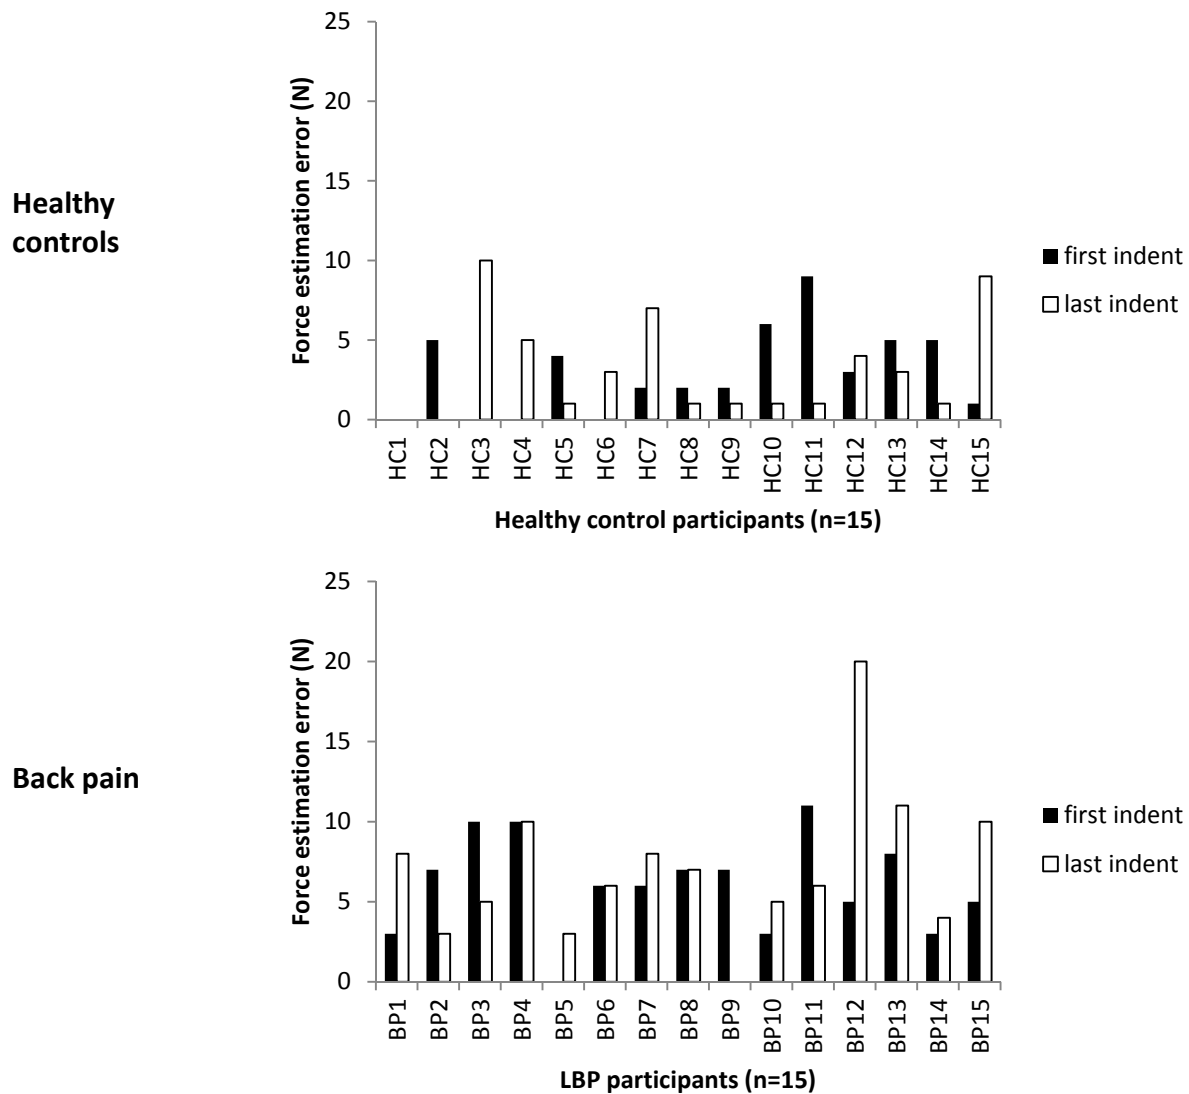 Healthy
controls
Force estimation error (N)
25
20
15
10
5
0
HC1
HC2
HC3
HC4
HC5
HC6
HC7
HC8
HC9
HC10
HC11
HC12
HC13
HC14
HC15
Healthy control participants (n=15)
first indent
last indent
Back pain
Force estimation error (N)
25
20
15
10
5
0
BP1
BP2
BP3
BP4
BP5
BP6
BP7
BP8
BP9
BP10
BP11
BP12
BP13
BP14
BP15
LBP participants (n=15)
first indent
last indent